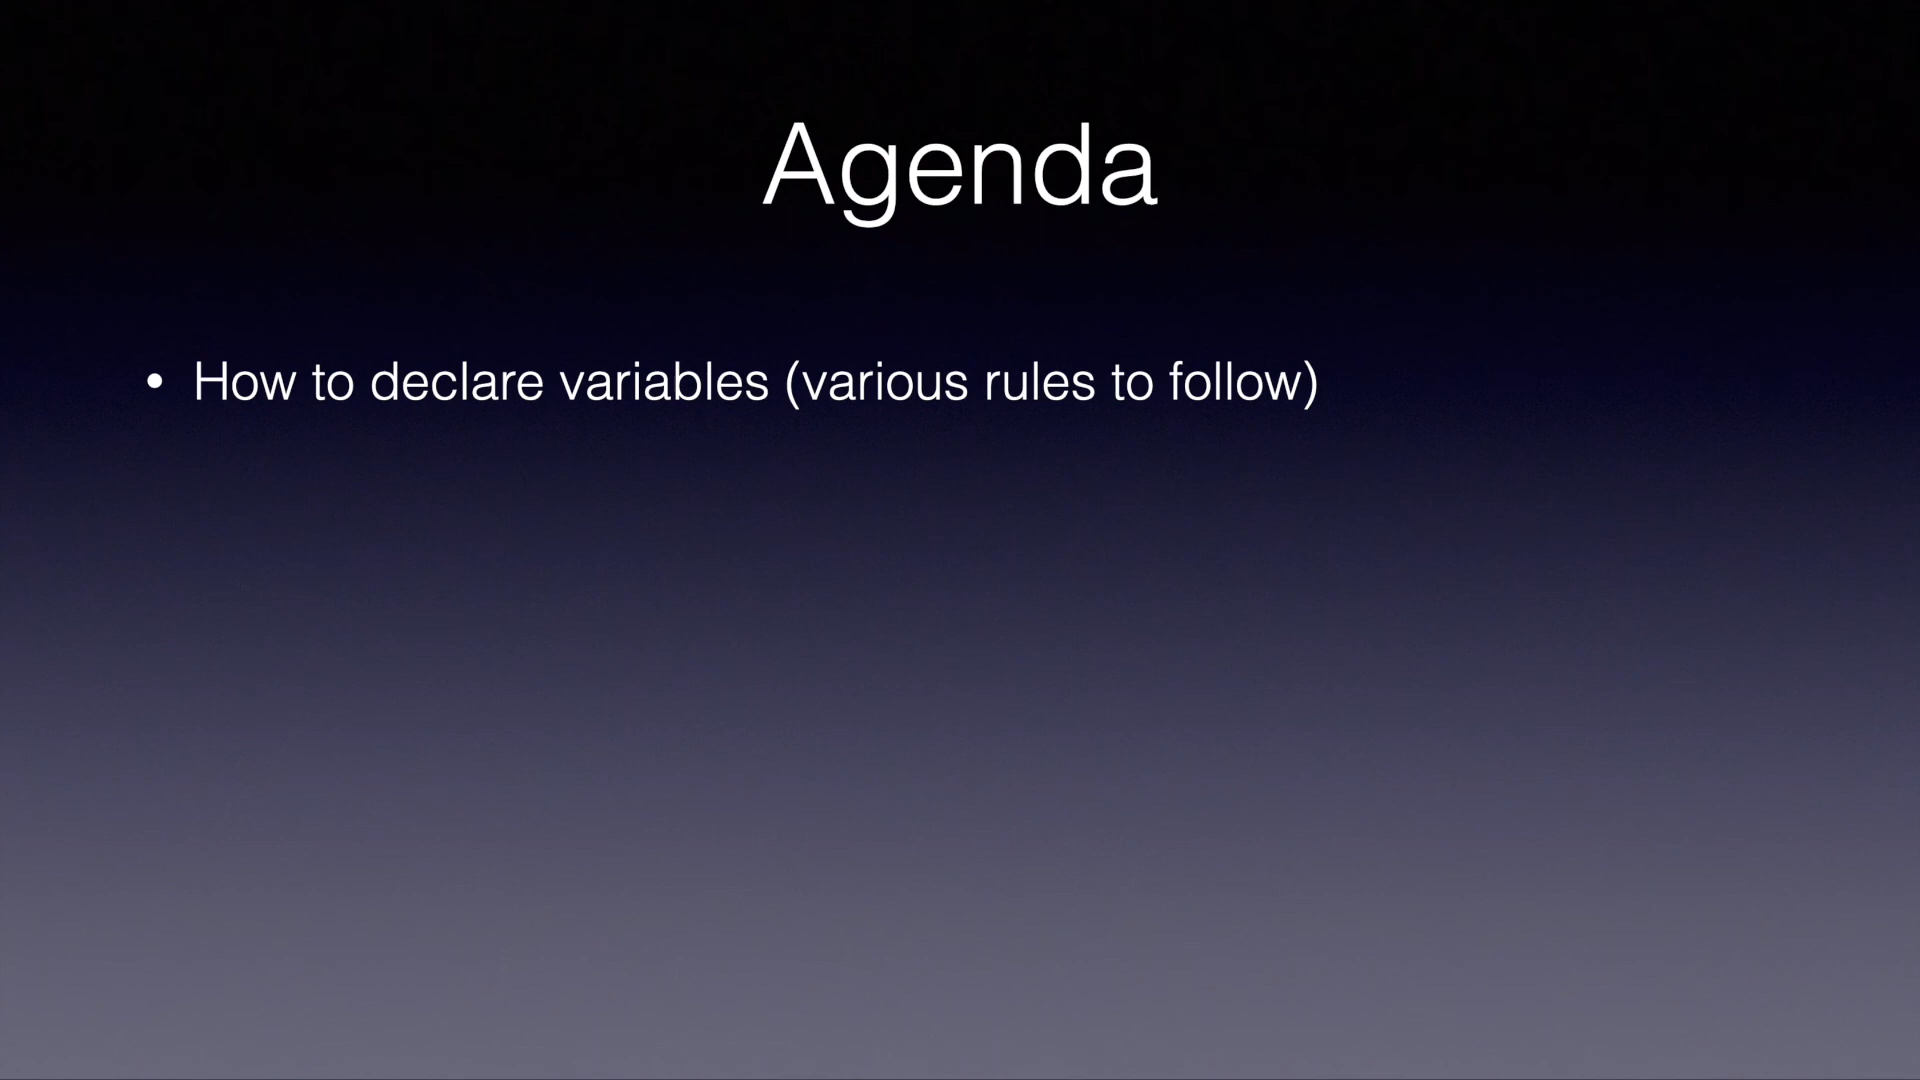 Agenda
• How to declare variables (various rules to follow)